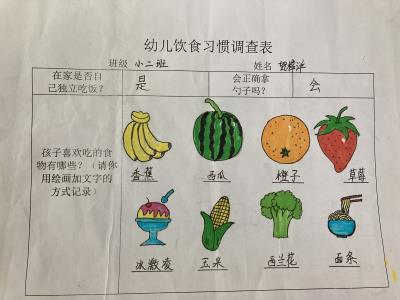 幼儿饮食习惯调查表
班级 小二班 姓名
在家是否自
己独立吃饭？
是
会正确拿
勺子吗？
会
孩子喜欢吃的食
物有哪些？（请你
用绘画加文字的
方式记录）
香蕉 西瓜 橙子 草莓
冰激凌 玉米 西兰花 面条